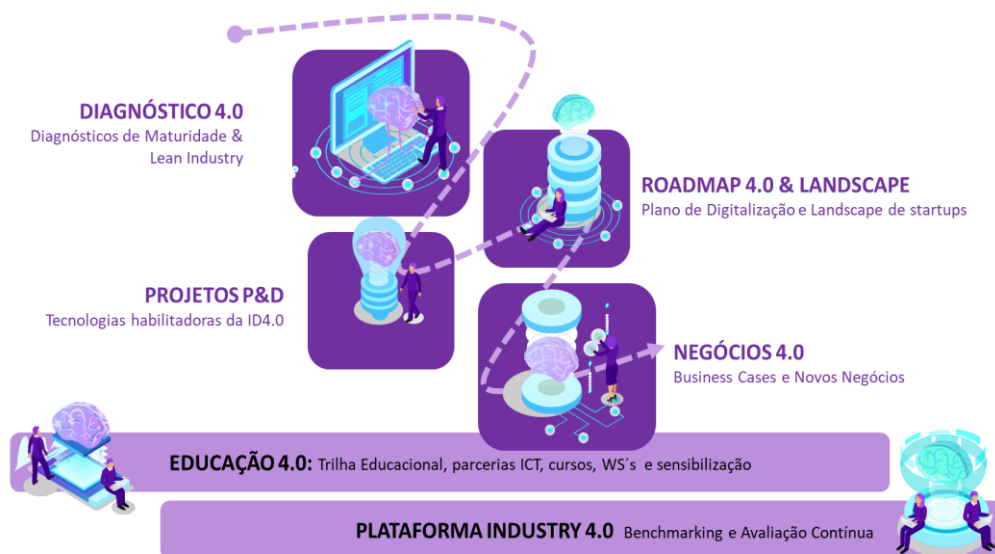 DIAGNÓSTICO 4.0
Diagnósticos de Maturidade &
Lean Industry
ROADMAP 4.0 & LANDSCAPE
Plano de Digitalização e Landscape de startups
PROJETOS P&D
Tecnologias habilitadoras da ID4.0
NEGÓCIOS 4.0
Business Cases e Novos Negócios
EDUCAÇÃO 4.0: Trilha Educacional, parcerias ICT, cursos, WS´s e sensibilização
PLATAFORMA INDUSTRY 4.0 Benchmarking e Avaliação Contínua